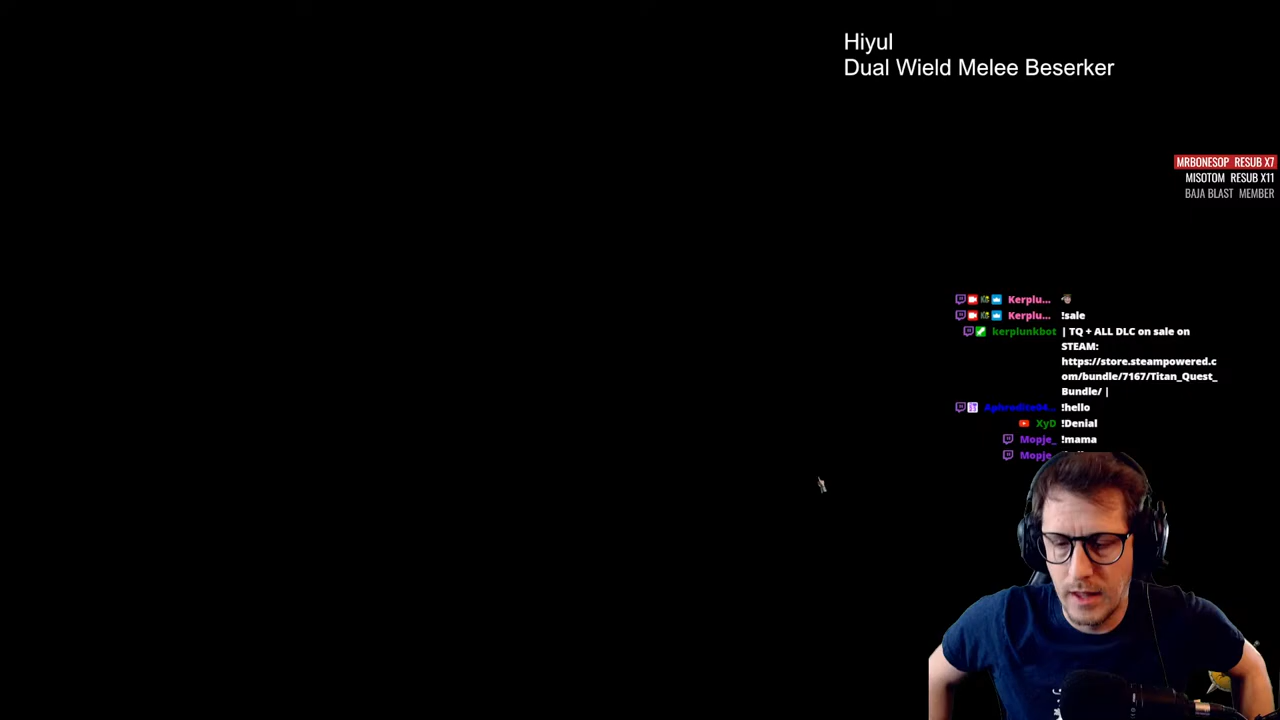 Hiyul
Dual Wield Melee Beserker
MRBONESOP RESUB X7
MISOTOM RESUB X11
BAJA BLAST MEMBER
Kerplu...
Kerplu... !sale
kerplunkbot | TQ + ALL DLC on sale on
STEAM:
https://store.steampowered.c
om/bundle/7167/Titan_Quest_
Bundle/ |
!hello
XyD !Denial
Mopje_ !mama
Mopje_